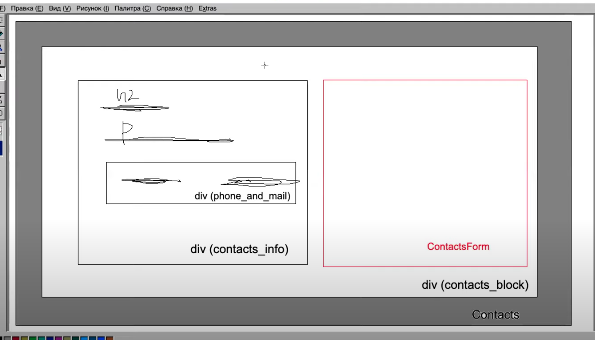 Правка (E) Вид (V) Рисунок (I) Палитра (C) Справка (H) Extras
h2
P
div (phone_and_mail)
div (contacts_info)
ContactsForm
div (contacts_block)
Contacts